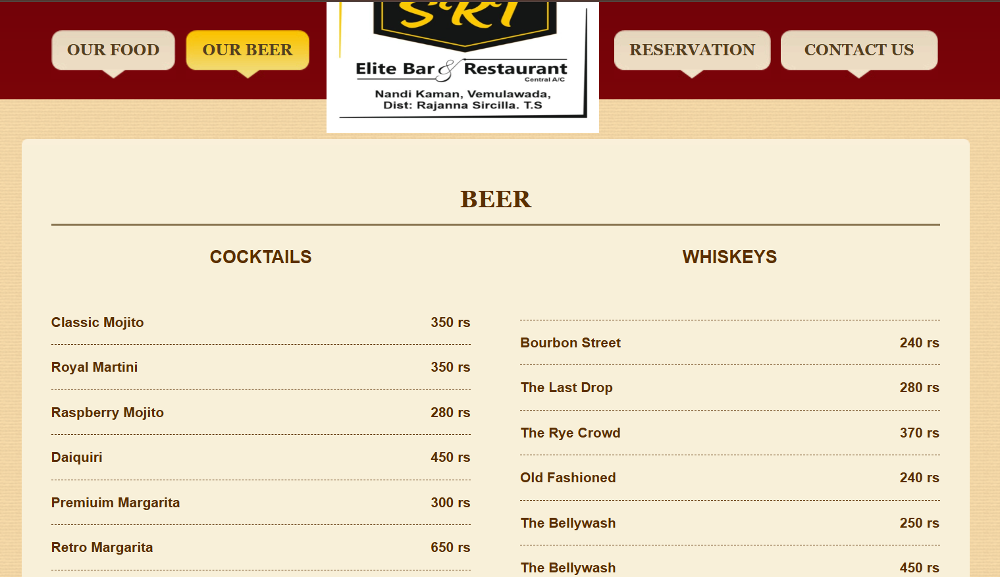 OUR FOOD
OUR BEER
SRI
Elite Bar & Restaurant
Central A/C
Nandi Kaman, Vemulawada,
Dist: Rajanna Sircilla. T.S
RESERVATION
CONTACT US
BEER
COCKTAILS
Classic Mojito 350 rs
Royal Martini 350 rs
Raspberry Mojito 280 rs
Daiquiri 450 rs
Premiuim Margarita 300 rs
Retro Margarita 650 rs
WHISKEYS
Bourbon Street 240 rs
The Last Drop 280 rs
The Rye Crowd 370 rs
Old Fashioned 240 rs
The Bellywash 250 rs
The Bellywash 450 rs